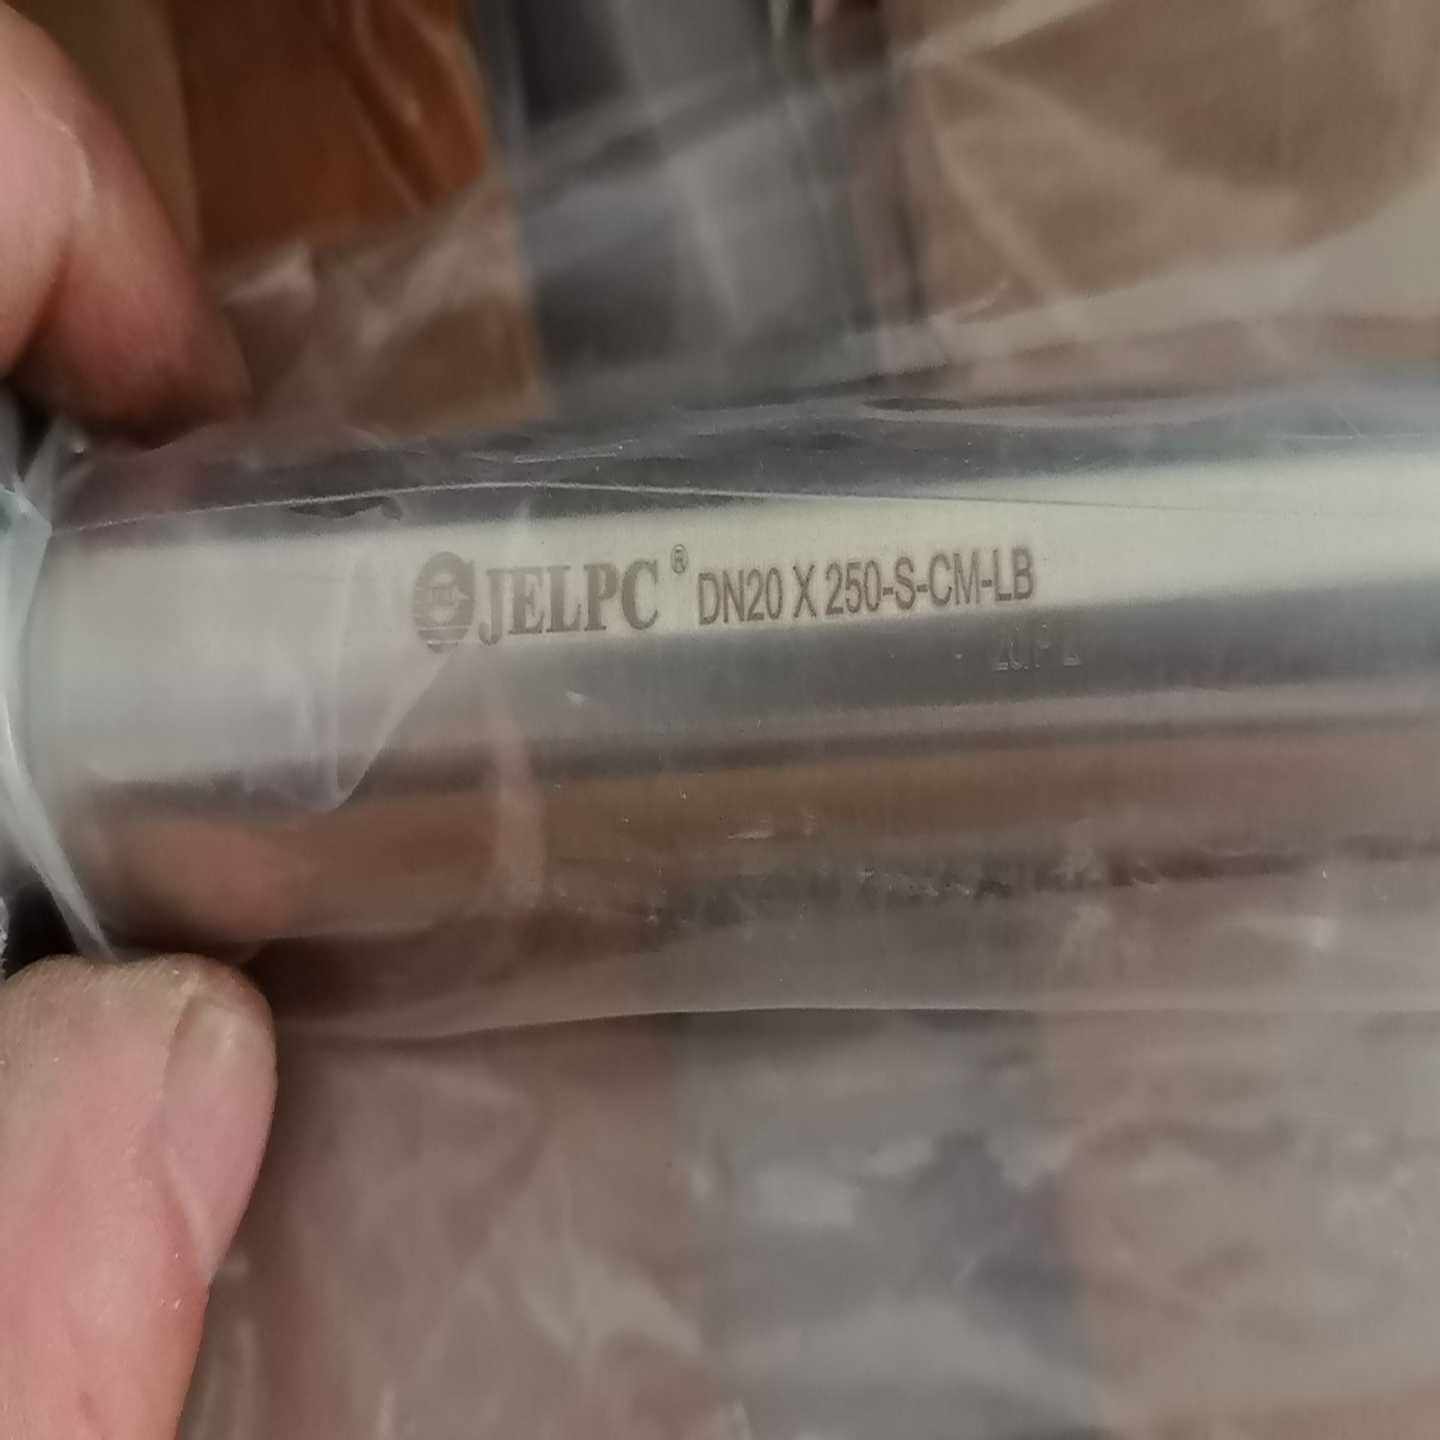 JELPC® DN20 X 250-S-CM-LB